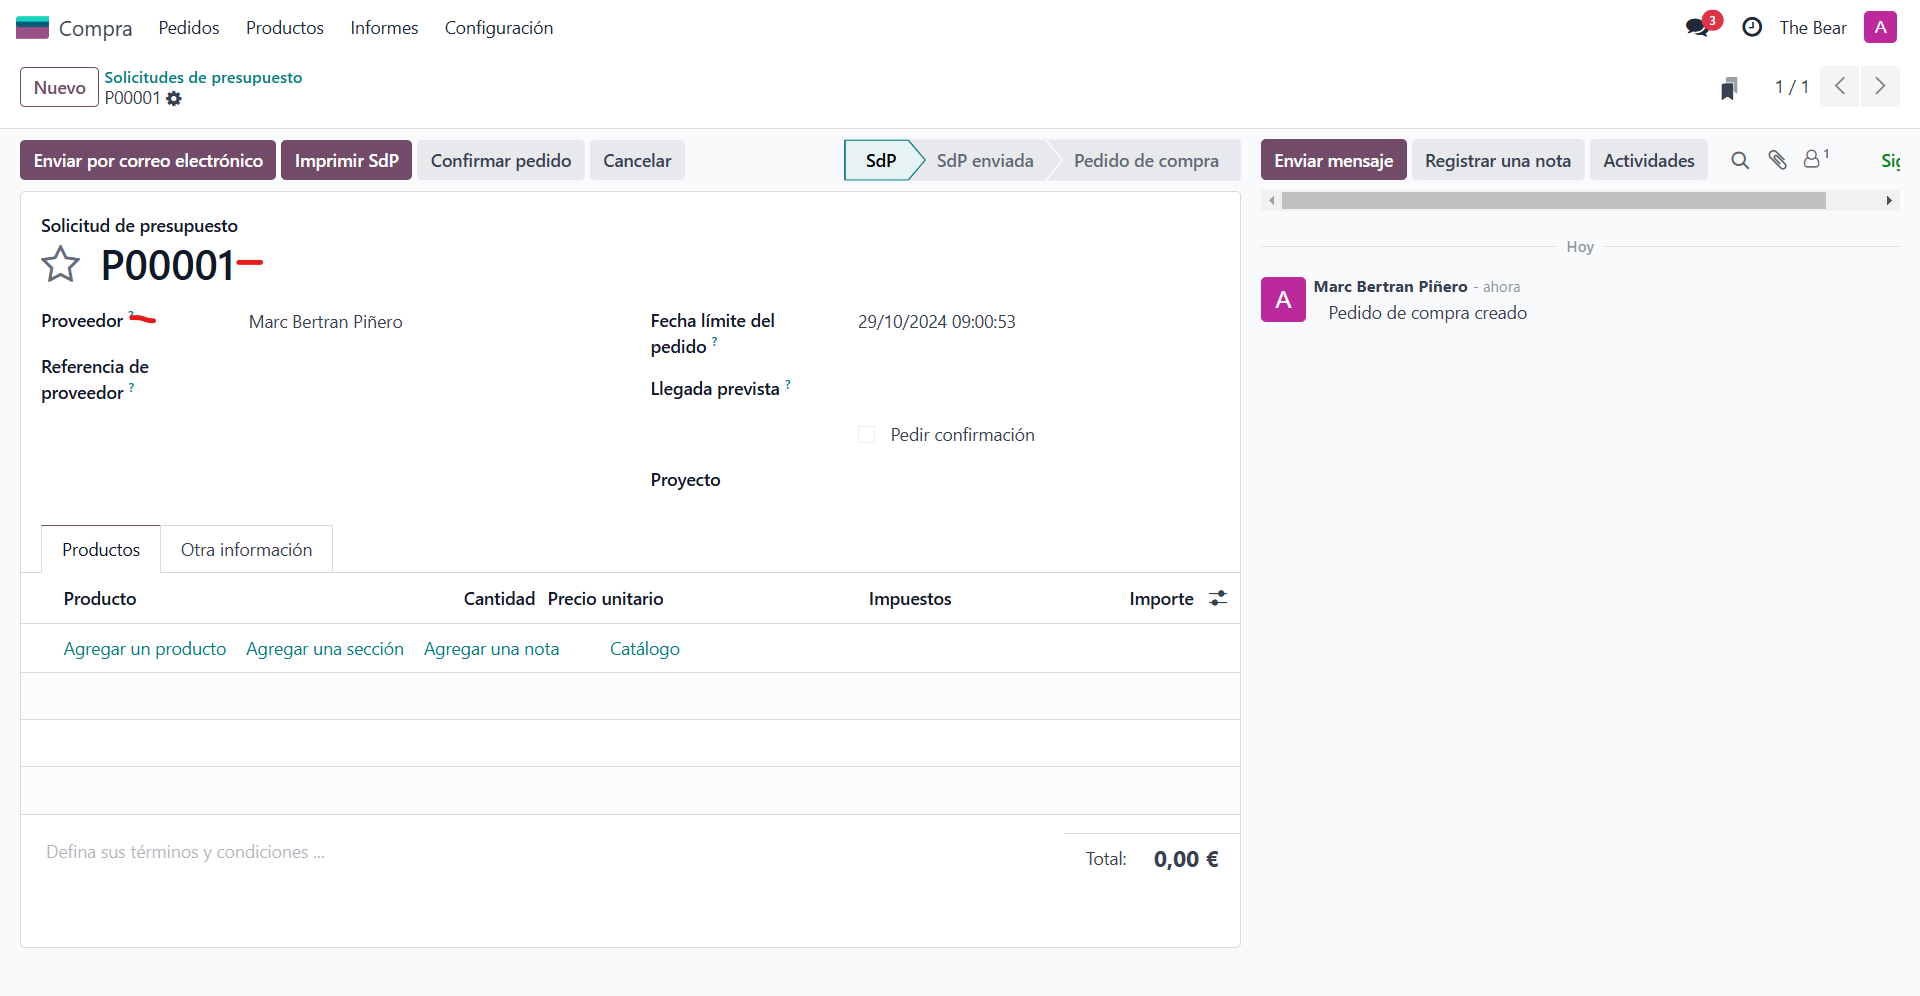 Compra Pedidos Productos Informes Configuración 3 The Bear A
Nuevo Solicitudes de presupuesto
P00001 1 / 1
Enviar por correo electrónico Imprimir SdP Confirmar pedido Cancelar SdP SdP enviada Pedido de compra Enviar mensaje Registrar una nota Actividades 1 Sig
Solicitud de presupuesto
P00001
Hoy
Proveedor ? Marc Bertran Piñero
Fecha límite del pedido ? 29/10/2024 09:00:53
A Marc Bertran Piñero - ahora
Pedido de compra creado
Referencia de
proveedor ?
Llegada prevista ?
Pedir confirmación
Proyecto
Productos Otra información
Producto Cantidad Precio unitario Impuestos Importe
Agregar un producto Agregar una sección Agregar una nota Catálogo
Defina sus términos y condiciones ...
Total: 0,00 €